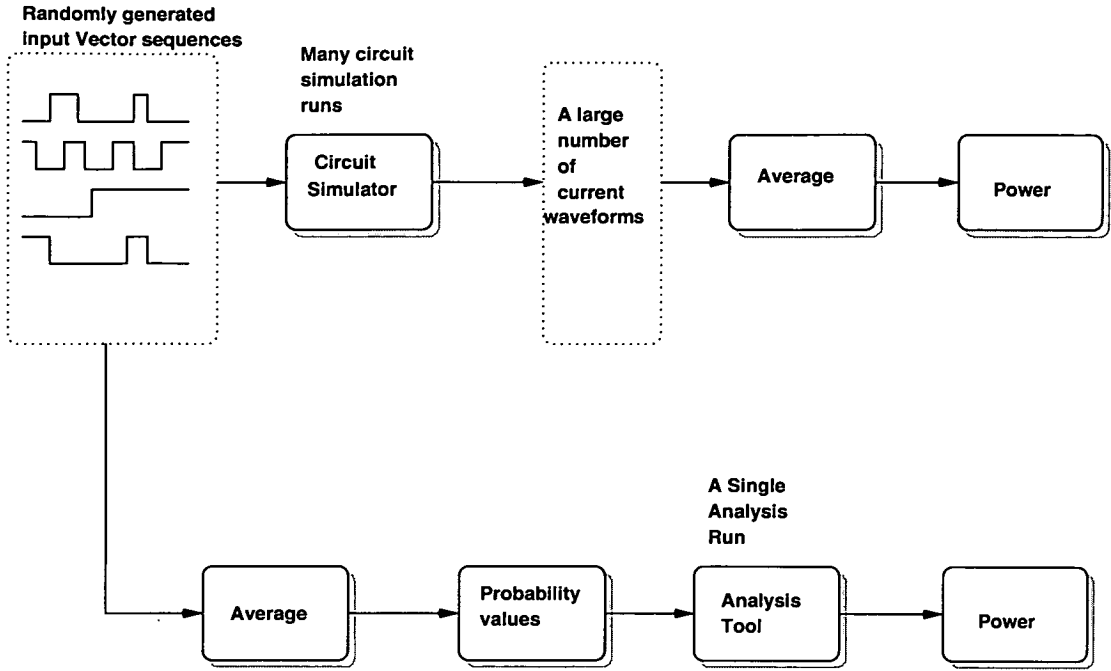 Randomly generated
input Vector sequences
Many circuit
simulation
runs
Circuit
Simulator
A large
number
of
current
waveforms
Average
Power
A Single
Analysis
Run
Average
Probability
values
Analysis
Tool
Power